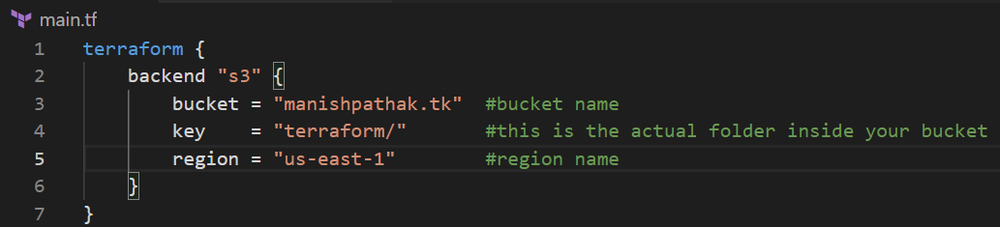 main.tf
1 terraform {
2 backend "s3" {
3 bucket = "manishpathak.tk" #bucket name
4 key = "terraform/" #this is the actual folder inside your bucket
5 region = "us-east-1" #region name
6 }
7 }